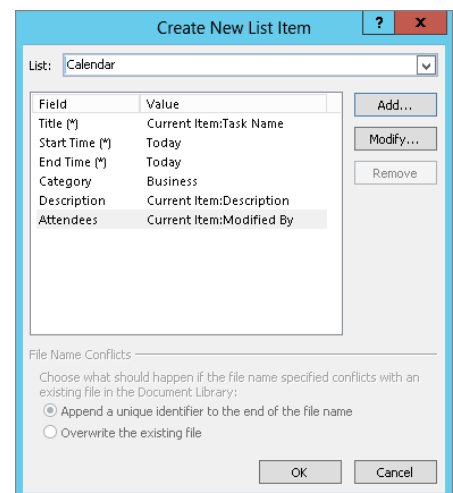 Create New List Item
?
x
List: Calendar
Field Value
Title (*) Current Item:Task Name
Start Time (*) Today
End Time (*) Today
Category Business
Description Current Item:Description
Attendees Current Item:Modified By
Add...
Modify...
Remove
File Name Conflicts
Choose what should happen if the file name specified conflicts with an
existing file in the Document Library:
Append a unique identifier to the end of the file name
Overwrite the existing file
OK
Cancel